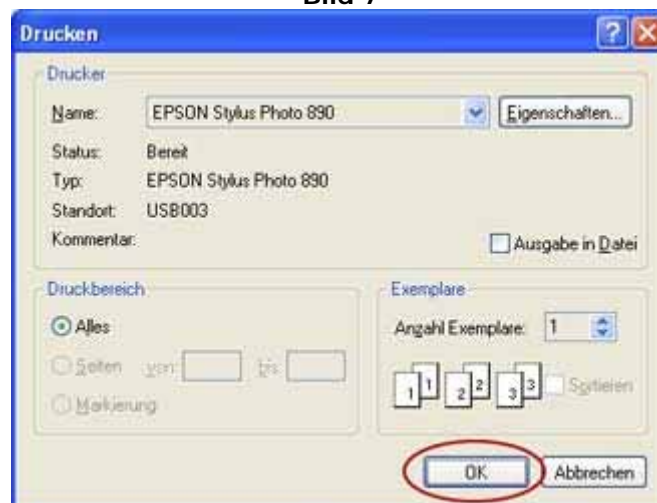 Bild 7
Drucken
Drucker
Name: EPSON Stylus Photo 890 Eigenschaften...
Status: Bereit
Typ: EPSON Stylus Photo 890
Standort: USB003
Kommentar: Ausgabe in Datei
Druckbereich
Alles
Seiten von: bis:
Markierung
Exemplare
Anzahl Exemplare: 1
1 1 2 2 3 3 Sortieren
OK Abbrechen